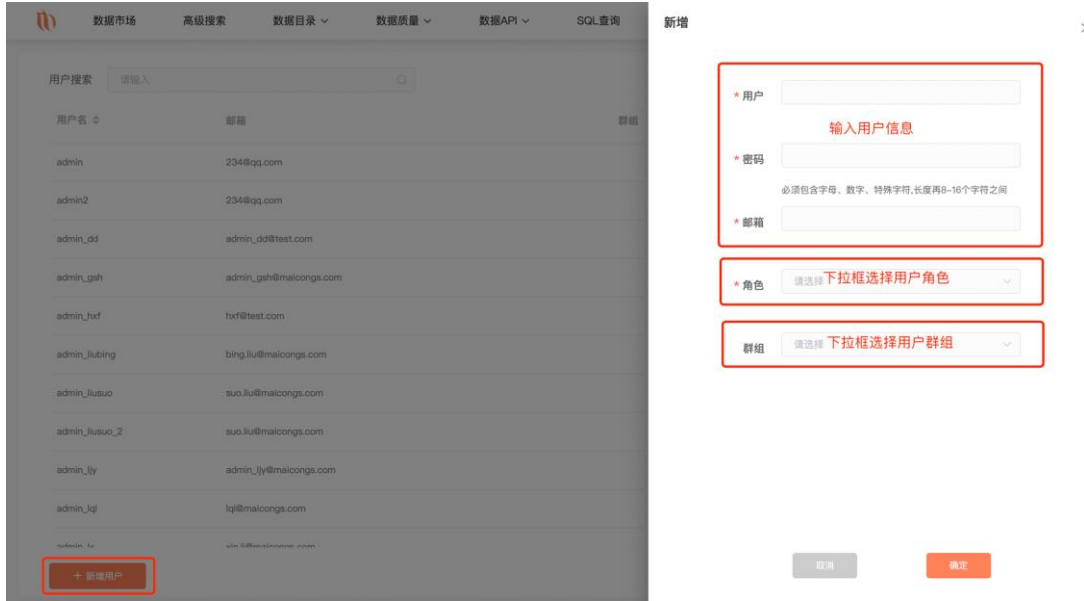 数据市场 高级搜索 数据目录 数据质量 数据API SQL查询
用户搜索 请输入
用户名 邮箱 群组
admin 234@qq.com
admin2 234@qq.com
admin_dd admin_dd@test.com
admin_gsh admin_gsh@maicongs.com
admin_hxf hxf@test.com
admin_liubing bing.liu@maicongs.com
admin_liusuo suo.liu@maicongs.com
admin_liusuo_2 suo.liu@maicongs.com
admin_ljy admin_ljy@maicongs.com
admin_lql lql@maicongs.com
+ 新增用户
新增
* 用户
输入用户信息
* 密码
必须包含字母、数字、特殊字符,长度再8-16个字符之间
* 邮箱
* 角色 请选择 下拉框选择用户角色
群组 请选择 下拉框选择用户群组
取消 确定